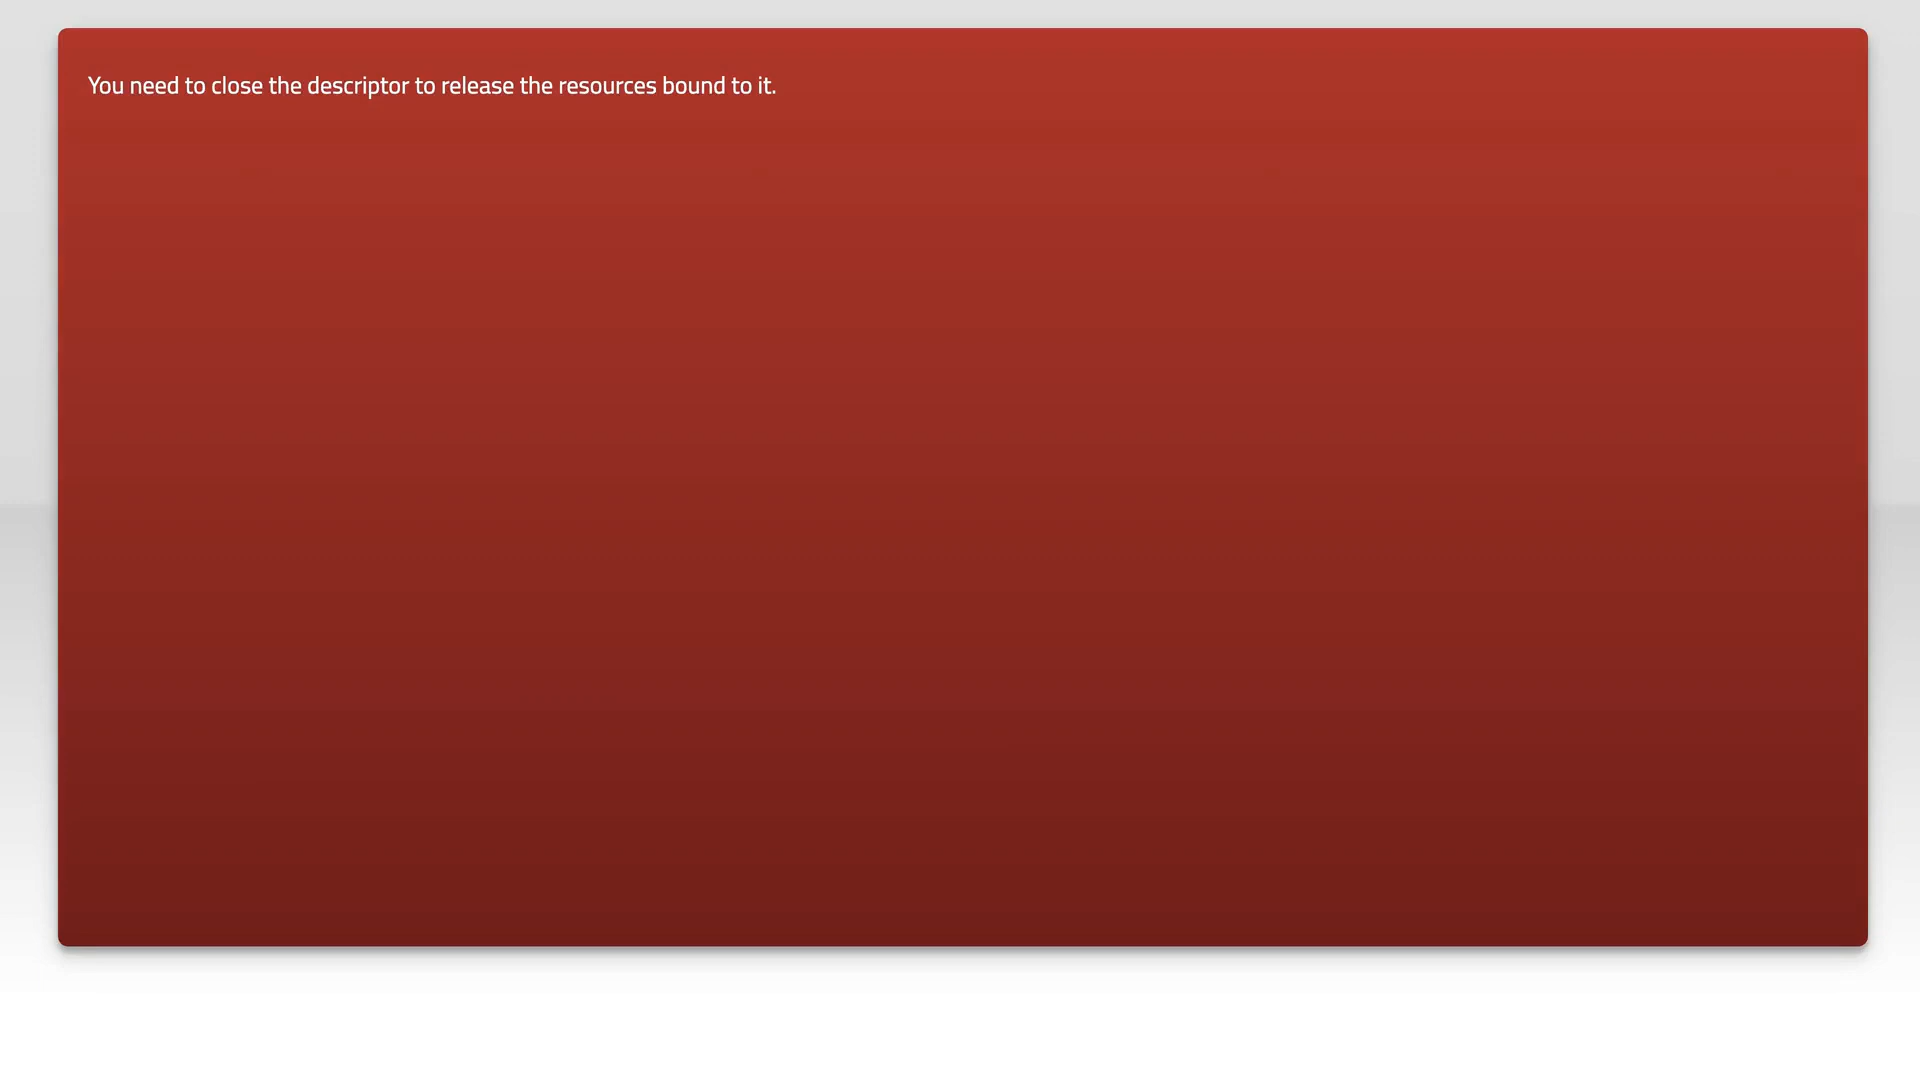 You need to close the descriptor to release the resources bound to it.